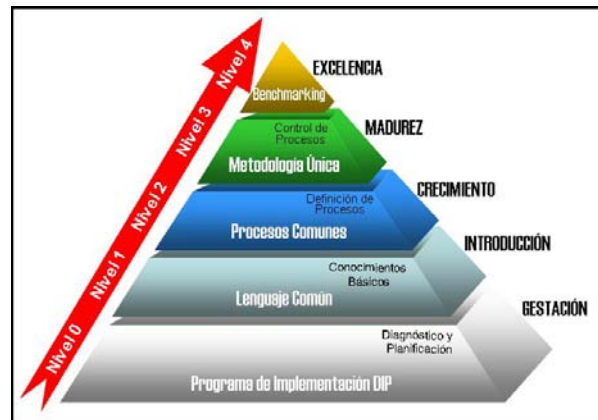 Nivel 4
EXCELENCIA
Benchmarking
Nivel 3
Control de
Procesos
MADUREZ
Metodología Única
Nivel 2
Definición de
Procesos
CRECIMIENTO
Procesos Comunes
Nivel 1
Conocimientos
Básicos
INTRODUCCIÓN
Lenguaje Común
Nivel 0
Diagnóstico y
Planificación
GESTACIÓN
Programa de Implementación DIP